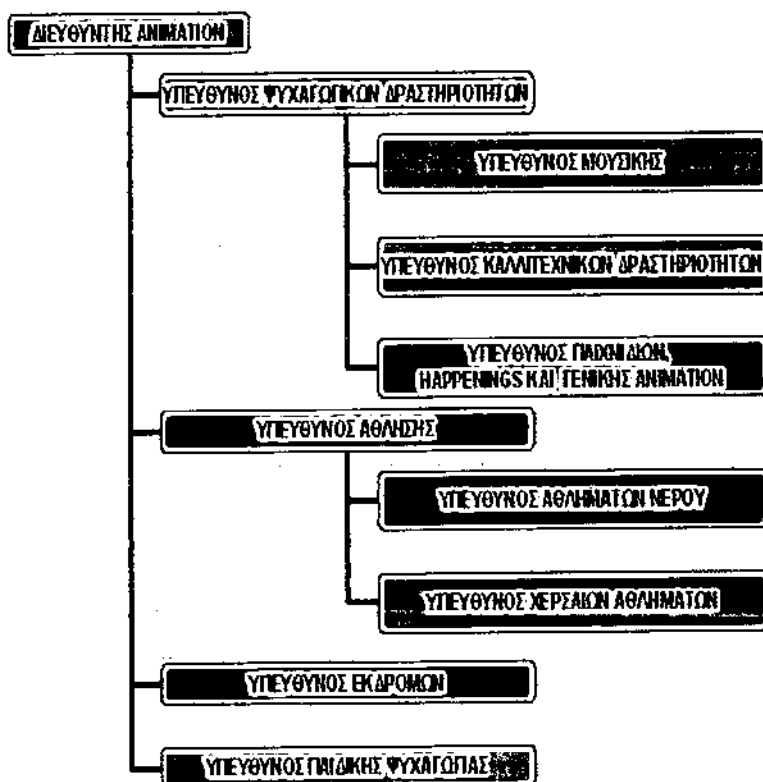 ΔΙΕΥΘΥΝΤΗΣ ANIMATION
ΥΠΕΥΘΥΝΟΣ ΨΥΧΑΓΩΓΙΚΩΝ ΔΡΑΣΤΗΡΙΟΤΗΤΩΝ
ΥΠΕΥΘΥΝΟΣ ΜΟΥΣΙΚΗΣ
ΥΠΕΥΘΥΝΟΣ ΚΑΛΛΙΤΕΧΝΙΚΩΝ ΔΡΑΣΤΗΡΙΟΤΗΤΩΝ
ΥΠΕΥΘΥΝΟΣ ΠΑΙΧΝΙΔΙΩΝ,
HAPPENINGS ΚΑΙ ΓΕΝΙΚΗΣ ANIMATION
ΥΠΕΥΘΥΝΟΣ ΑΘΛΗΣΗΣ
ΥΠΕΥΘΥΝΟΣ ΑΘΛΗΜΑΤΩΝ ΝΕΡΟΥ
ΥΠΕΥΘΥΝΟΣ ΧΕΡΣΑΙΩΝ ΑΘΛΗΜΑΤΩΝ
ΥΠΕΥΘΥΝΟΣ ΕΚΔΡΟΜΩΝ
ΥΠΕΥΘΥΝΟΣ ΠΑΙΔΙΚΗΣ ΨΥΧΑΓΩΓΙΑΣ